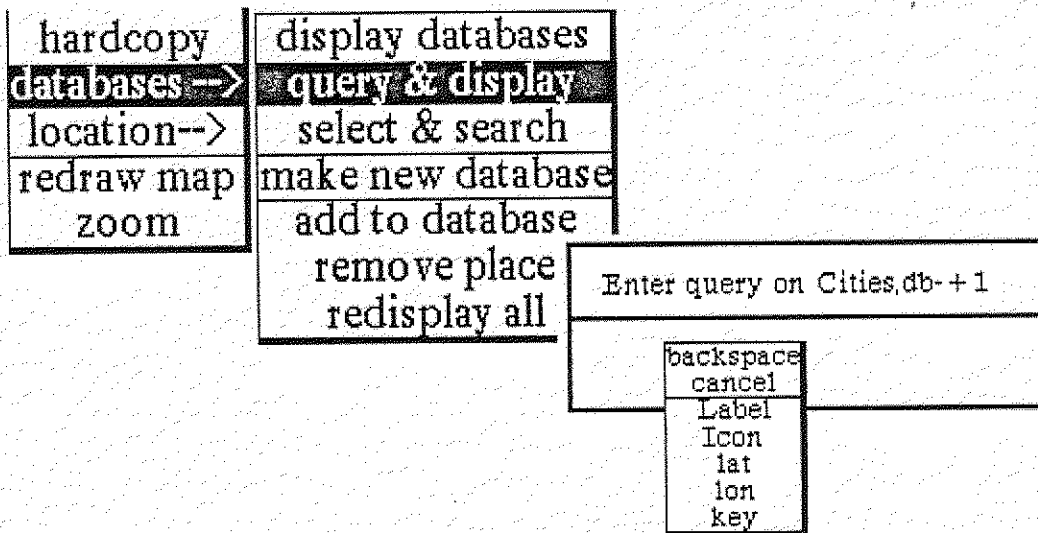 hardcopy
databases -->
location-->
redraw map
zoom
display databases
query & display
select & search
make new database
add to database
remove place
redisplay all
Enter query on Cities,db-+1
backspace
cancel
Label
Icon
lat
lon
key